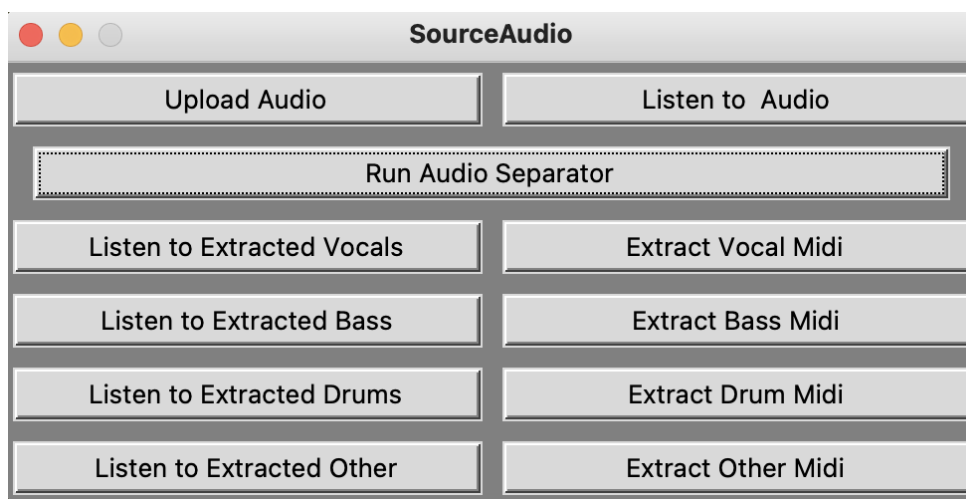 SourceAudio
Upload Audio
Listen to  Audio
Run Audio Separator
Listen to Extracted Vocals
Extract Vocal Midi
Listen to Extracted Bass
Extract Bass Midi
Listen to Extracted Drums
Extract Drum Midi
Listen to Extracted Other
Extract Other Midi